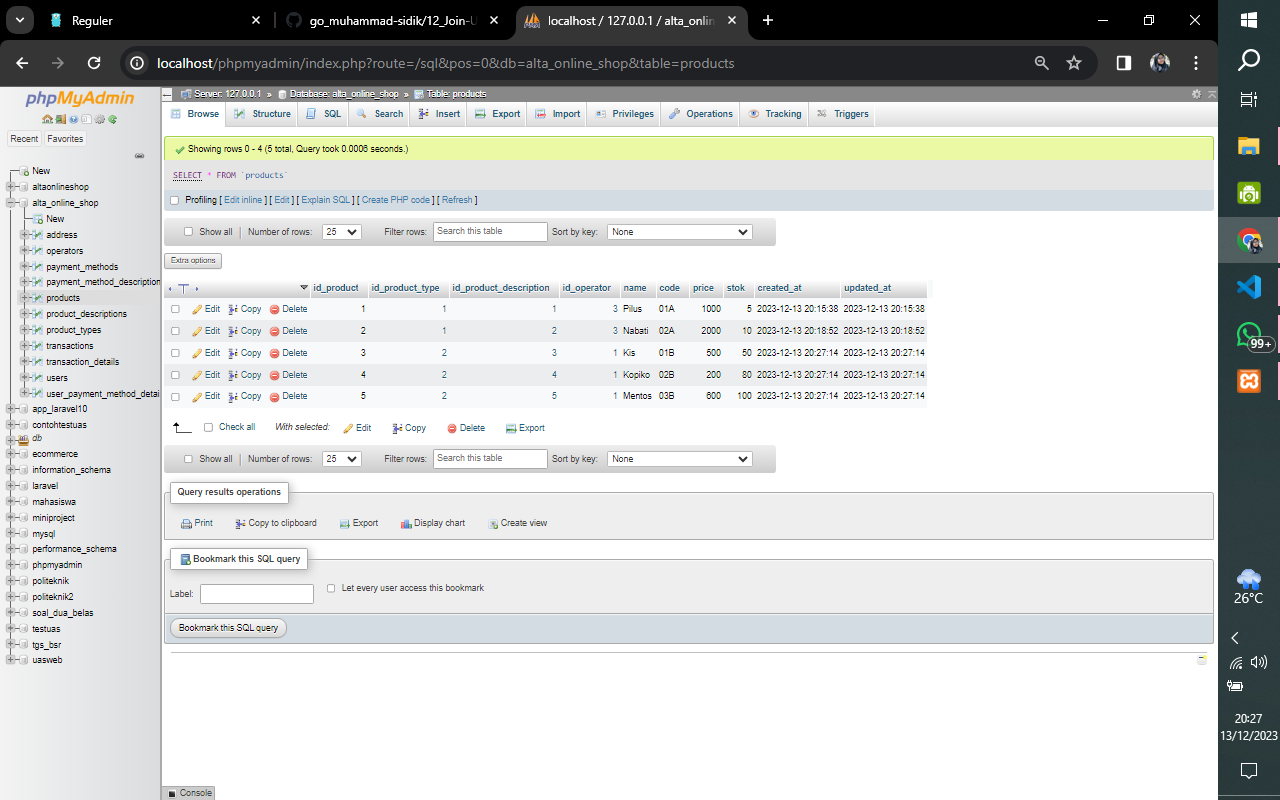 Reguler
go_muhammad-sidik/12_Join-U
localhost / 127.0.0.1 / alta_onlin
localhost/phpmyadmin/index.php?route=/sql&pos=0&db=alta_online_shop&table=products
phpMyAdmin
Recent Favorites
New
altaonlineshop
alta_online_shop
New
address
operators
payment_methods
payment_method_description
products
product_descriptions
product_types
transactions
transaction_details
users
user_payment_method_detai
app_laravel10
contohtestuas
db
ecommerce
information_schema
laravel
mahasiswa
miniproject
mysql
performance_schema
phpmyadmin
politeknik
politeknik2
soal_dua_belas
testuas
tgs_bsr
uasweb
Server: 127.0.0.1 » Database: alta_online_shop » Table: products
Browse Structure SQL Search Insert Export Import Privileges Operations Tracking Triggers
Showing rows 0 - 4 (5 total, Query took 0.0006 seconds.)
SELECT * FROM `products`
Profiling [ Edit inline ] [ Edit ] [ Explain SQL ] [ Create PHP code ] [ Refresh ]
Show all Number of rows: 25 Filter rows: Search this table Sort by key: None
Extra options
id_product id_product_type id_product_description id_operator name code price stok created_at updated_at
Edit Copy Delete 1 1 1 3 Pilus 01A 1000 5 2023-12-13 20:15:38 2023-12-13 20:15:38
Edit Copy Delete 2 1 2 3 Nabati 02A 2000 10 2023-12-13 20:18:52 2023-12-13 20:18:52
Edit Copy Delete 3 2 3 1 Kis 01B 500 50 2023-12-13 20:27:14 2023-12-13 20:27:14
Edit Copy Delete 4 2 4 1 Kopiko 02B 200 80 2023-12-13 20:27:14 2023-12-13 20:27:14
Edit Copy Delete 5 2 5 1 Mentos 03B 600 100 2023-12-13 20:27:14 2023-12-13 20:27:14
Check all With selected: Edit Copy Delete Export
Show all Number of rows: 25 Filter rows: Search this table Sort by key: None
Query results operations
Print Copy to clipboard Export Display chart Create view
Bookmark this SQL query
Label: Let every user access this bookmark
Bookmark this SQL query
Console
99+
26°C
20:27
13/12/2023